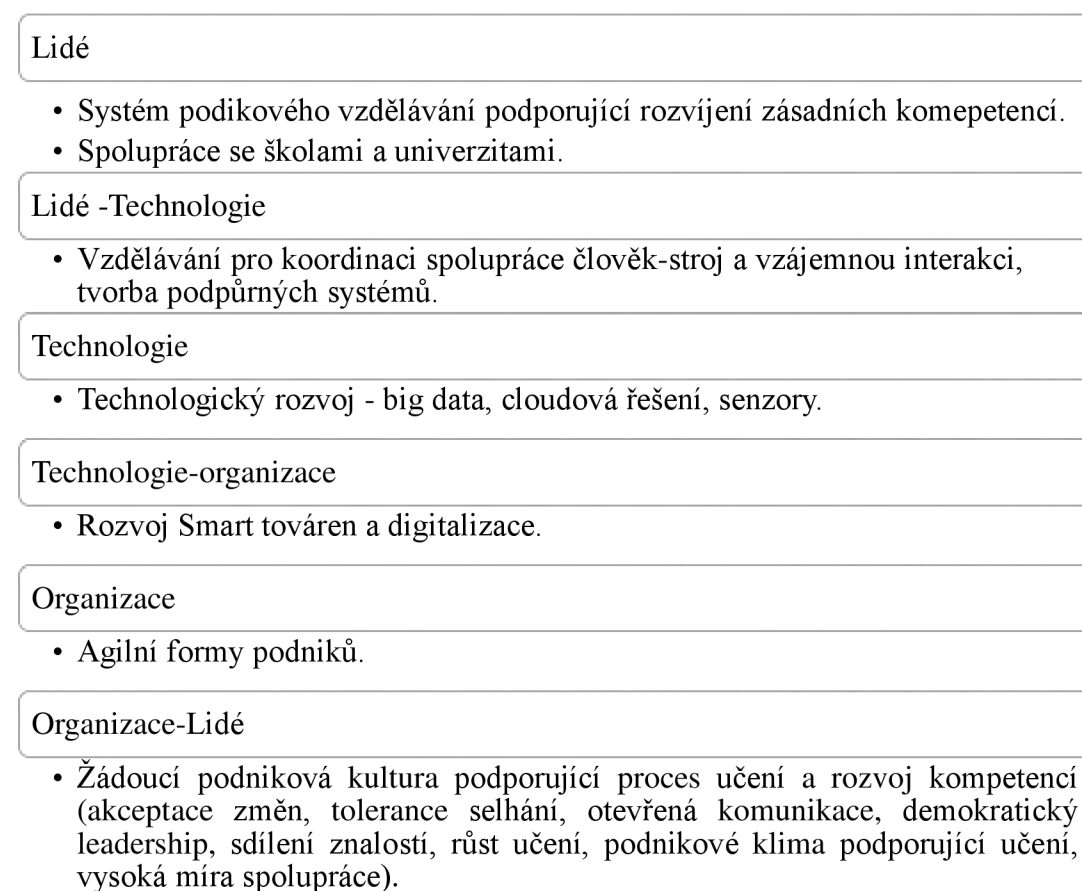 Lidé
• Systém podikového vzdělávání podporující rozvíjení zásadních komepetencí.
• Spolupráce se školami a univerzitami.
Lidé -Technologie
• Vzdělávání pro koordinaci spolupráce člověk-stroj a vzájemnou interakci,
tvorba podpůrných systémů.
Technologie
• Technologický rozvoj - big data, cloudová řešení, senzory.
Technologie-organizace
• Rozvoj Smart továren a digitalizace.
Organizace
• Agilní formy podniků.
Organizace-Lidé
• Žádoucí podniková kultura podporující proces učení a rozvoj kompetencí
(akceptace změn, tolerance selhání, otevřená komunikace, demokratický
leadership, sdílení znalostí, růst učení, podnikové klima podporující učení,
vysoká míra spolupráce).